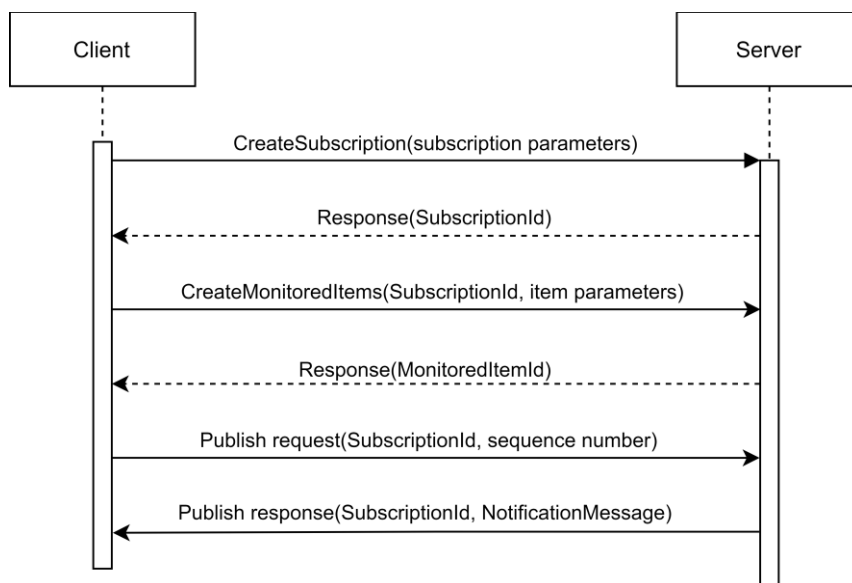 Client
Server
CreateSubscription(subscription parameters)
Response(SubscriptionId)
CreateMonitoredItems(SubscriptionId, item parameters)
Response(MonitoredItemId)
Publish request(SubscriptionId, sequence number)
Publish response(SubscriptionId, NotificationMessage)